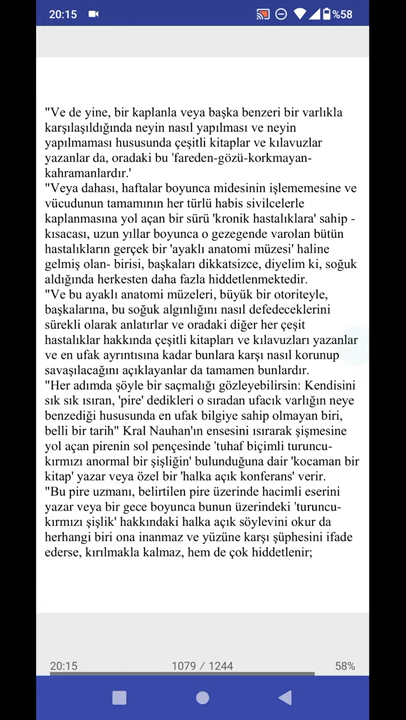 20:15
%58
"Ve de yine, bir kaplanla veya başka benzeri bir varlıkla
karşılaşıldığında neyin nasıl yapılması ve neyin
yapılmaması hususunda çeşitli kitaplar ve kılavuzlar
yazanlar da, oradaki bu 'fareden-gözü-korkmayan-
kahramanlardır.'
"Veya dahası, haftalar boyunca midesinin işlememesine ve
vücudunun tamamının her türlü habis sivilcelerle
kaplanmasına yol açan bir sürü 'kronik hastalıklara' sahip -
kısacası, uzun yıllar boyunca o gezegende varolan bütün
hastalıkların gerçek bir 'ayaklı anatomi müzesi' haline
gelmiş olan- birisi, başkaları dikkatsizce, diyelim ki, soğuk
aldığında herkesten daha fazla hiddetlenmektedir.
"Ve bu ayaklı anatomi müzeleri, büyük bir otoriteyle,
başkalarına, bu soğuk algınlığını nasıl defedeceklerini
sürekli olarak anlatırlar ve oradaki diğer her çeşit
hastalıklar hakkında çeşitli kitapları ve kılavuzları yazanlar
ve en ufak ayrıntısına kadar bunlara karşı nasıl korunup
savaşılacağını açıklayanlar da tamamen bunlardır.
"Her adımda şöyle bir saçmalığı gözleyebilirsin: Kendisini
sık sık ısıran, 'pire' dedikleri o sıradan ufacık varlığın neye
benzediği hususunda en ufak bilgiye sahip olmayan biri,
belli bir tarih" Kral Nauhan'ın ensesini ısırarak şişmesine
yol açan pirenin sol pençesinde 'tuhaf biçimli turuncu-
kırmızı anormal bir şişliğin' bulunduğuna dair 'kocaman bir
kitap' yazar veya özel bir 'halka açık konferans' verir.
"Bu pire uzmanı, belirtilen pire üzerinde hacimli eserini
yazar veya bir gece boyunca bunun üzerindeki 'turuncu-
kırmızı şişlik' hakkındaki halka açık söylevini okur da
herhangi biri ona inanmaz ve yüzüne karşı şüphesini ifade
ederse, kırılmakla kalmaz, hem de çok hiddetlenir;
20:15
1079 / 1244
58%